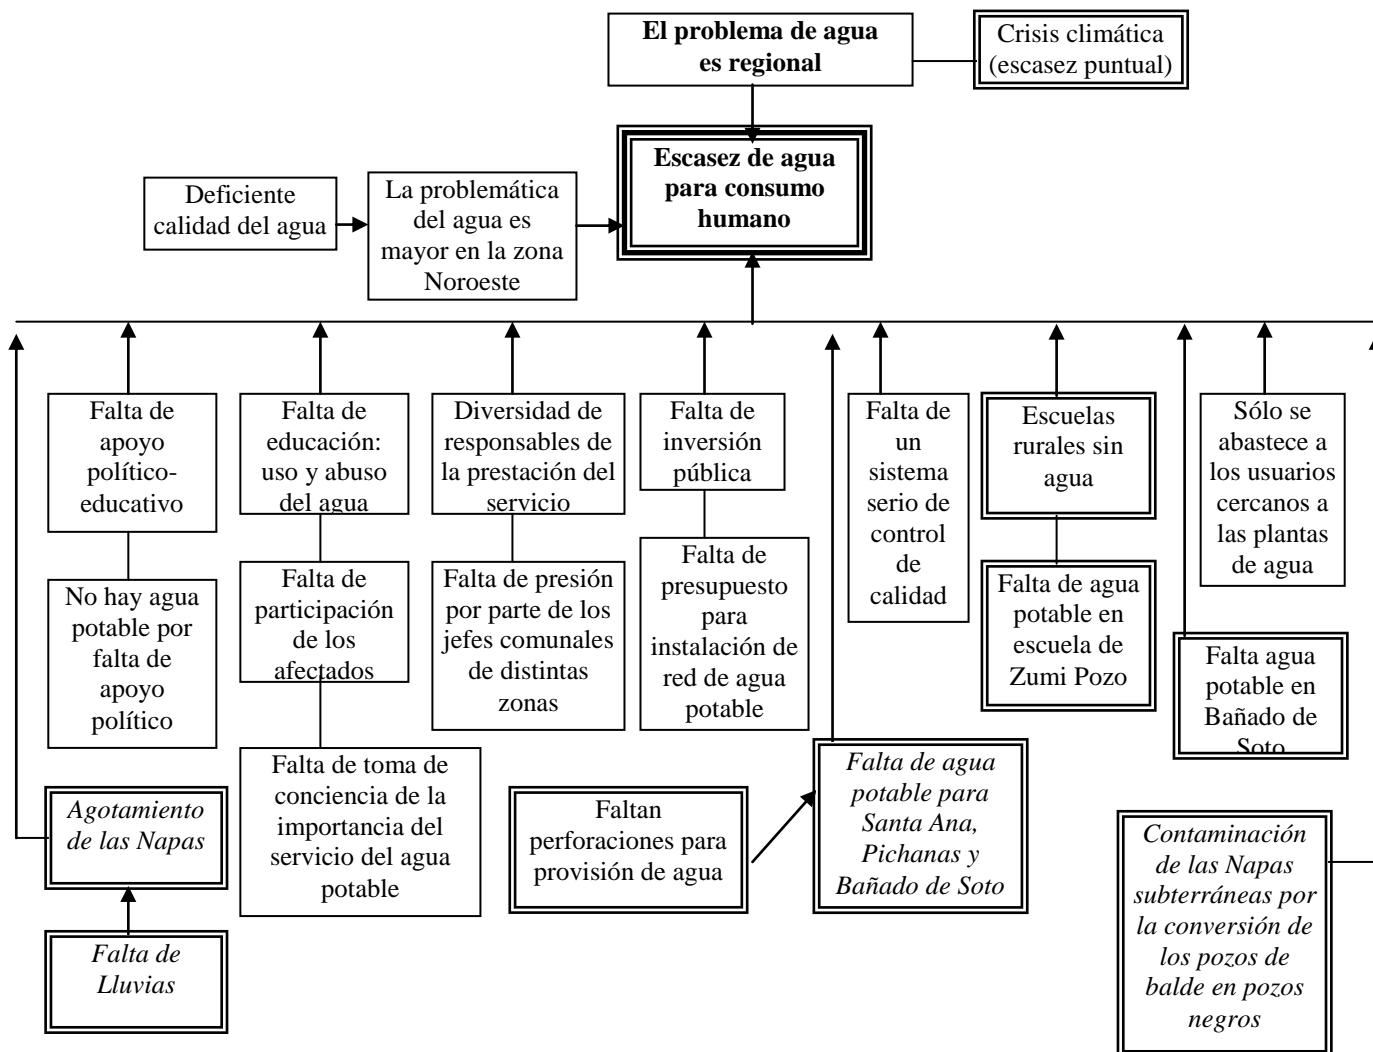 El problema de agua
es regional
Crisis climática
(escasez puntual)
Escasez de agua
para consumo
humano
Deficiente
calidad del agua
La problemática
del agua es
mayor en la zona
Noroeste
Falta de
apoyo
político-
educativo
Falta de
educación:
uso y abuso
del agua
Diversidad de
responsables de
la prestación del
servicio
Falta de
inversión
pública
Falta de
un
sistema
serio de
control
de
calidad
Escuelas
rurales sin
agua
Sólo se
abastece a
los usuarios
cercanos a
las plantas
de agua
No hay agua
potable por
falta de
apoyo
político
Falta de
participación
de los
afectados
Falta de presión
por parte de los
jefes comunales
de distintas
zonas
Falta de
presupuesto
para
instalación de
red de agua
potable
Falta de agua
potable en
escuela de
Zumi Pozo
Falta agua
potable en
Bañado de
Soto
Agotamiento
de las Napas
Falta de toma de
conciencia de la
importancia del
servicio del agua
potable
Faltan
perforaciones para
provisión de agua
Falta de agua
potable para
Santa Ana,
Pichanas y
Bañado de Soto
Contaminación
de las Napas
subterráneas por
la conversión de
los pozos de
balde en pozos
negros
Falta de
Lluvias